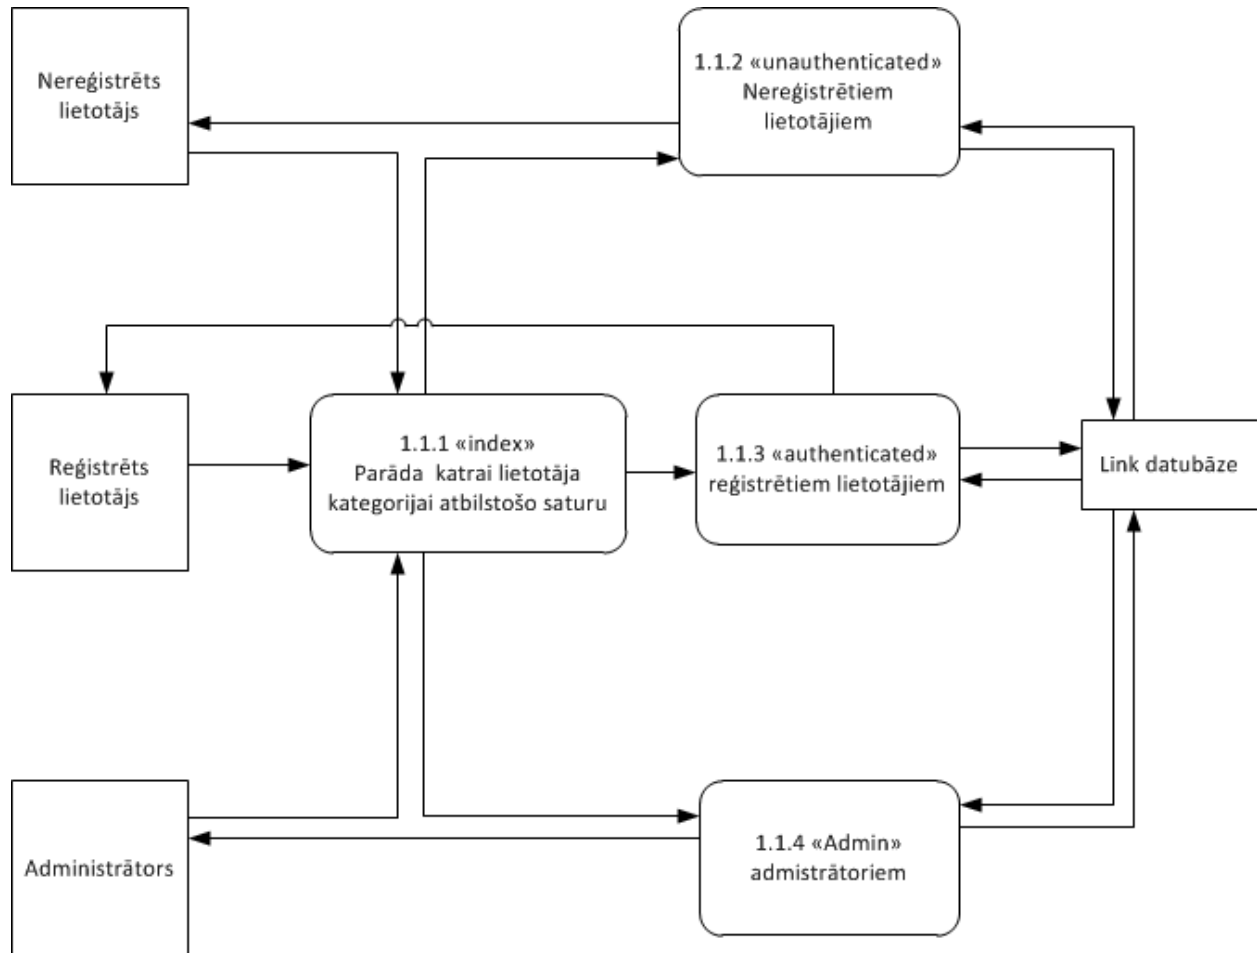 Nereģistrēts
lietotājs
1.1.2 «unauthenticated»
Nereģistrētiem
lietotājiem
Reģistrēts
lietotājs
1.1.1 «index»
Parāda  katrai lietotāja
kategorijai atbilstošo saturu
1.1.3 «authenticated»
reģistrētiem lietotājiem
Link datubāze
Administrātors
1.1.4 «Admin»
admistrātoriem